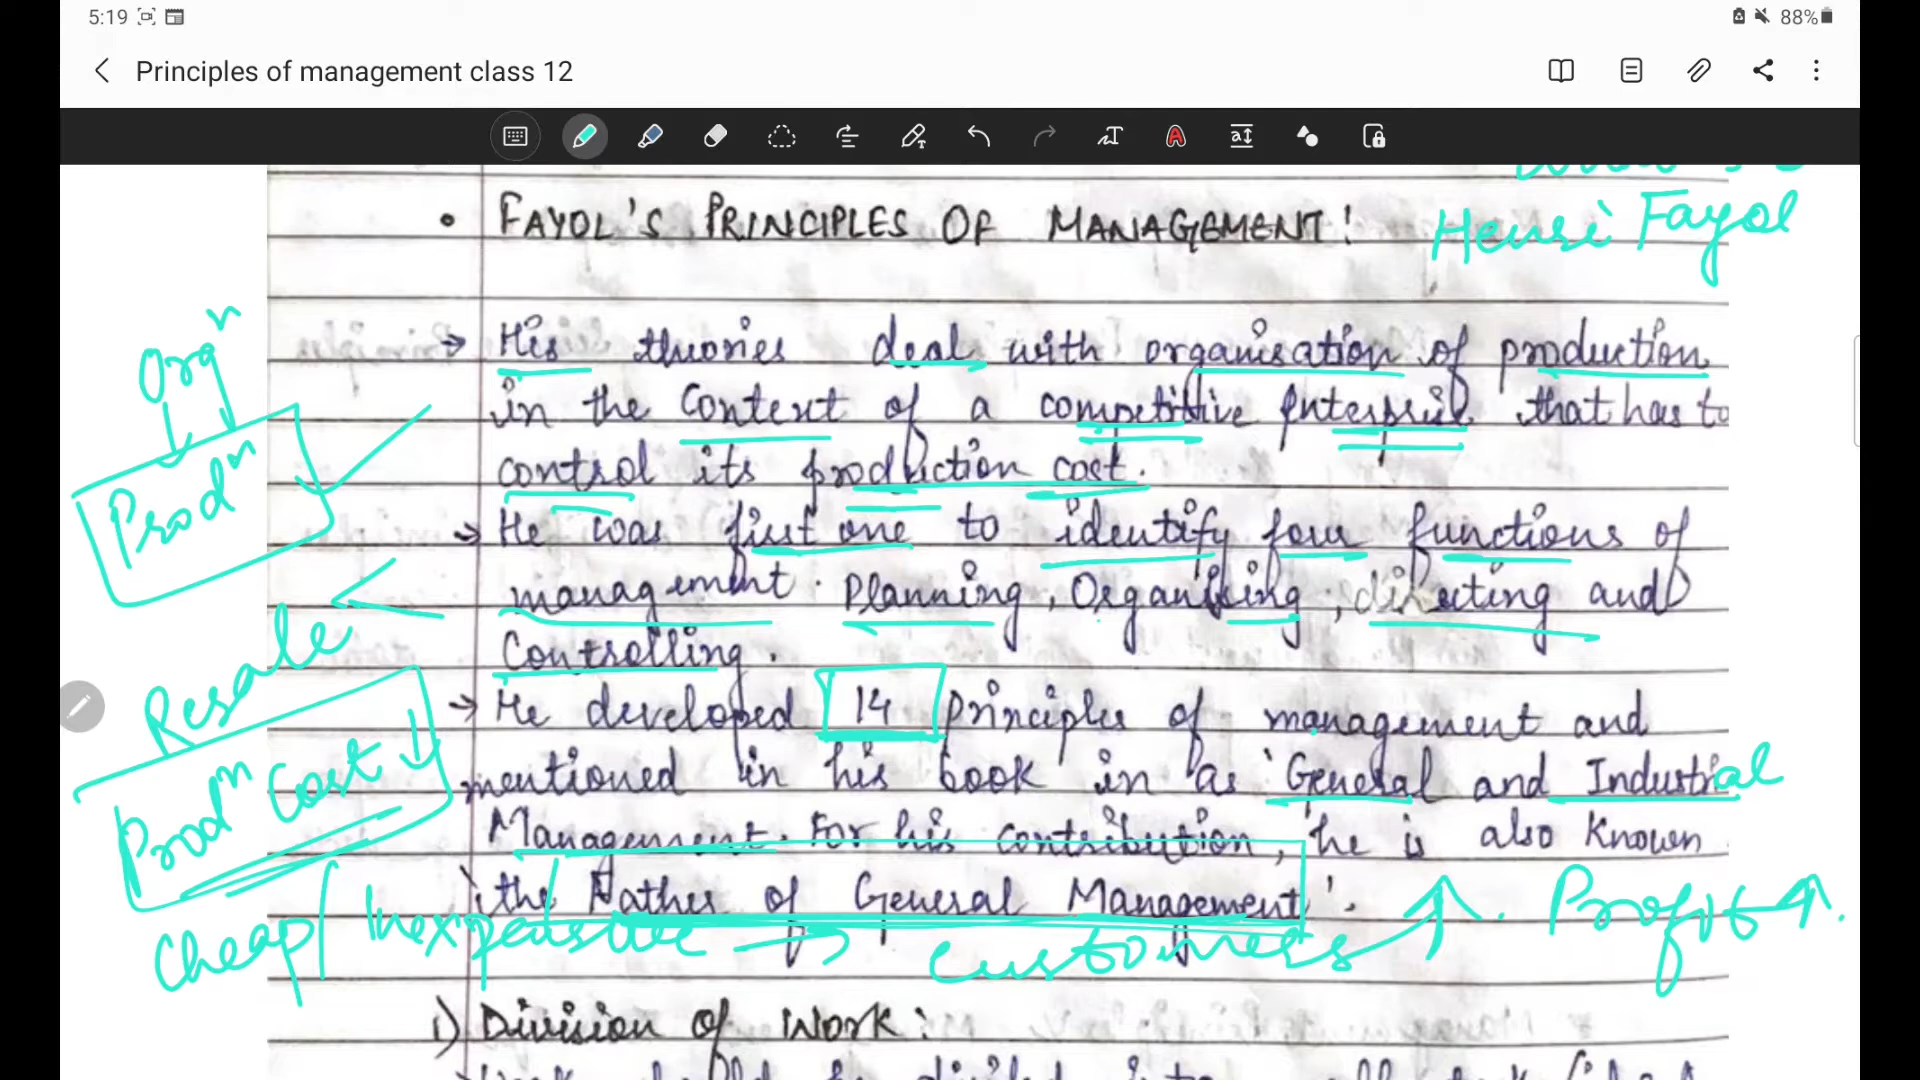 5:19
88%
Principles of management class 12
• FAYOL'S PRINCIPLES OF MANAGEMENT!
Henri Fayol
→ His theories deal with organisation of production
in the context of a competitive enterprise that has to
control its production cost.
→ He was first one to identify four functions of
management. Planning, Organising, directing and
Controlling.
→ He developed 14 Principles of management and
mentioned in his book in as 'General and Industrial
Management. For his contribution, he is also known
'the Father of General Management'.
i) Division of Work:
Orgⁿ
Prodⁿ
Resale
Prodⁿ Cost ↓
Cheap / Inexpensive → customers ↑. Profit ↑.